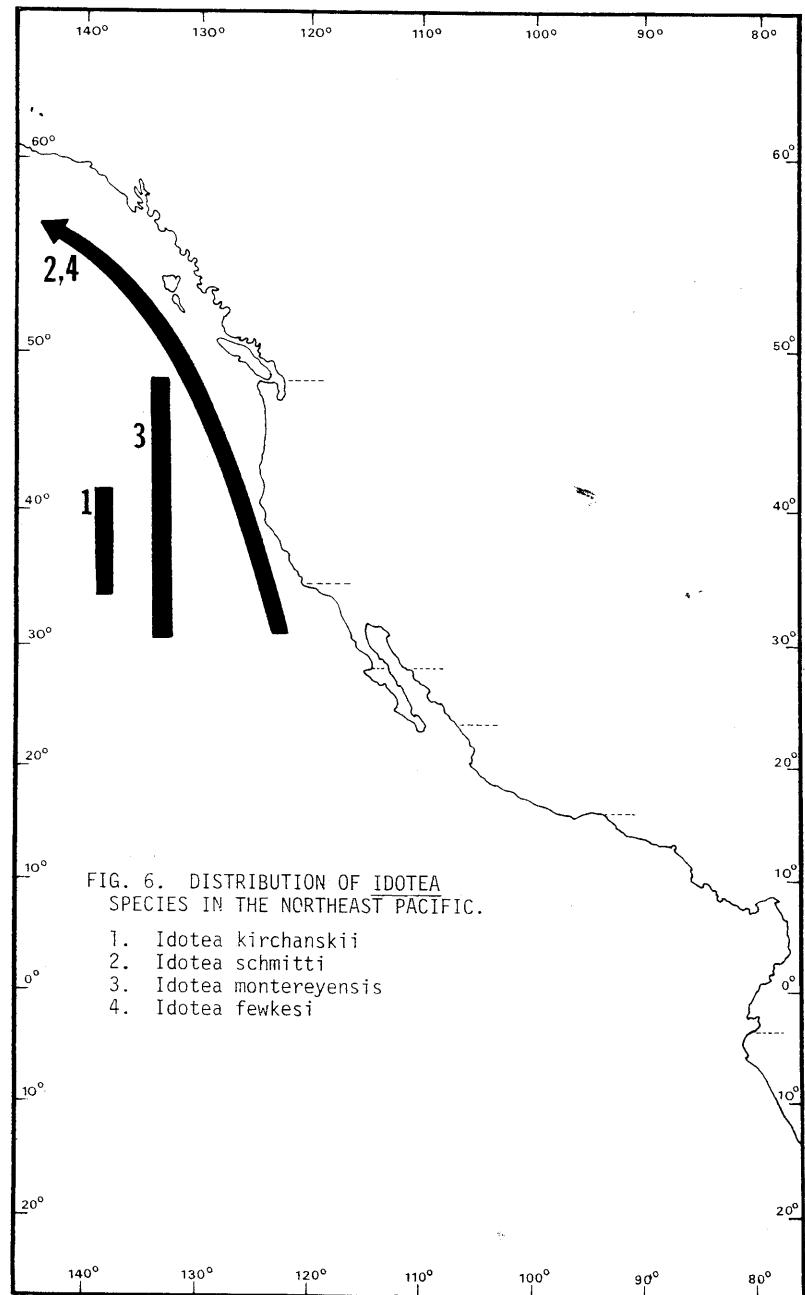 140° 130° 120° 110° 100° 90° 80°
60° 60°
2,4
50° 50°
3
1
40° 40°
30° 30°
20° 20°
10° 10°
FIG. 6. DISTRIBUTION OF IDOTEA
SPECIES IN THE NORTHEAST PACIFIC.
1. Idotea kirchanskii
2. Idotea schmitti
3. Idotea montereyensis
4. Idotea fewkesi
0° 0°
10° 10°
20° 20°
140° 130° 120° 110° 100° 90° 80°